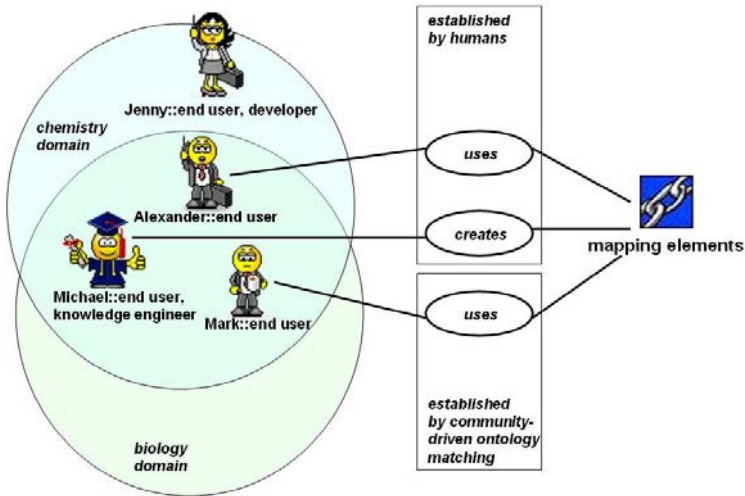 established
by humans
Jenny::end user, developer
chemistry
domain
uses
Alexander::end user
creates
mapping elements
Michael::end user,
knowledge engineer
Mark::end user
uses
established
by community-
driven ontology
matching
biology
domain